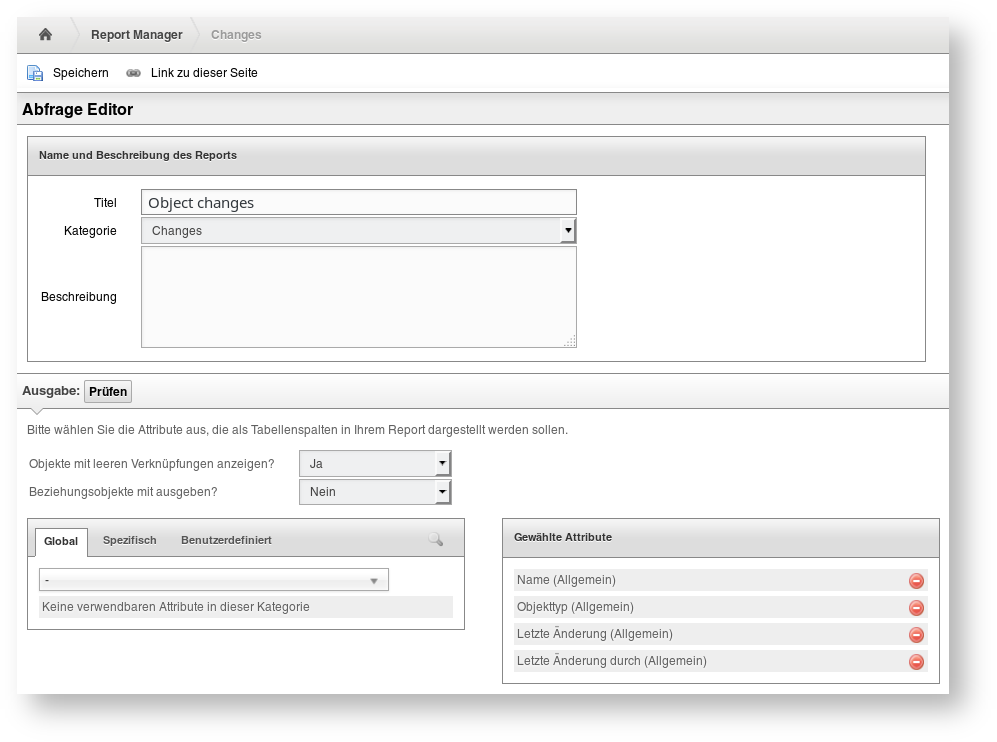 Report Manager Changes
Speichern Link zu dieser Seite
Abfrage Editor
Name und Beschreibung des Reports
Titel Object changes
Kategorie Changes
Beschreibung
Ausgabe: Prüfen
Bitte wählen Sie die Attribute aus, die als Tabellenspalten in Ihrem Report dargestellt werden sollen.
Objekte mit leeren Verknüpfungen anzeigen? Ja
Beziehungsobjekte mit ausgeben? Nein
Global Spezifisch Benutzerdefiniert
-
Keine verwendbaren Attribute in dieser Kategorie
Gewählte Attribute
Name (Allgemein)
Objekttyp (Allgemein)
Letzte Änderung (Allgemein)
Letzte Änderung durch (Allgemein)